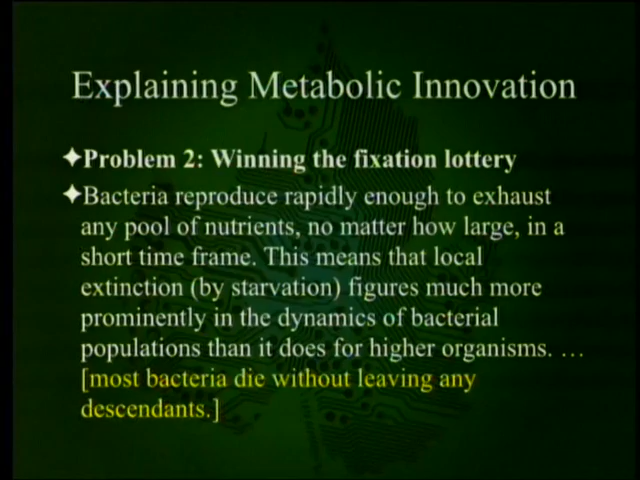 Explaining Metabolic Innovation
✦Problem 2: Winning the fixation lottery
✦Bacteria reproduce rapidly enough to exhaust
any pool of nutrients, no matter how large, in a
short time frame. This means that local
extinction (by starvation) figures much more
prominently in the dynamics of bacterial
populations than it does for higher organisms. …
[most bacteria die without leaving any
descendants.]